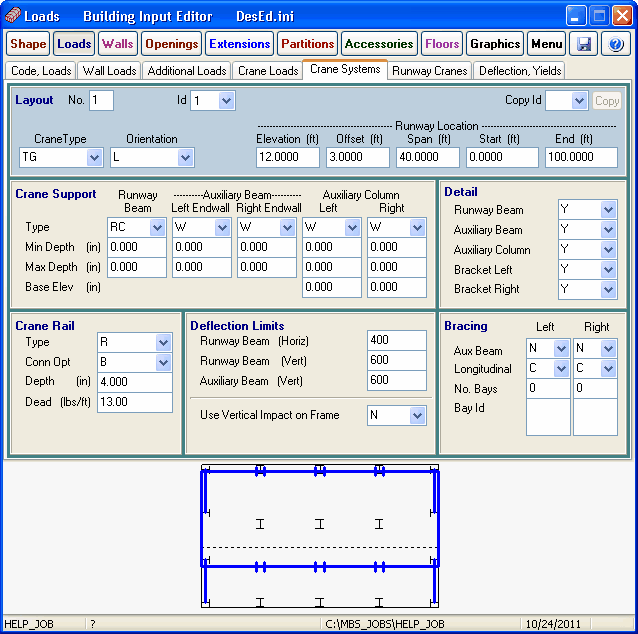 Loads Building Input Editor DesEd.ini
Shape Loads Walls Openings Extensions Partitions Accessories Floors Graphics Menu
Code, Loads Wall Loads Additional Loads Crane Loads Crane Systems Runway Cranes Deflection, Yields
Layout No. 1 Id 1 Copy Id Copy
Runway Location
CraneType Orientation Elevation (ft) Offset (ft) Span (ft) Start (ft) End (ft)
TG L 12.0000 3.0000 40.0000 0.0000 100.0000
Crane Support Runway Beam ----------Auxiliary Beam---------- Auxiliary Column
Left Endwall Right Endwall Left Right
Type RC W W W W
Min Depth (in) 0.000 0.000 0.000 0.000 0.000
Max Depth (in) 0.000 0.000 0.000 0.000 0.000
Base Elev (in) 0.000 0.000
Detail
Runway Beam Y
Auxiliary Beam Y
Auxiliary Column Y
Bracket Left Y
Bracket Right Y
Crane Rail
Type R
Conn Opt B
Depth (in) 4.000
Dead (lbs/ft) 13.00
Deflection Limits
Runway Beam (Horiz) 400
Runway Beam (Vert) 600
Auxiliary Beam (Vert) 600
Use Vertical Impact on Frame N
Bracing Left Right
Aux Beam N N
Longitudinal C C
No. Bays 0 0
Bay Id
HELP_JOB ? C:\MBS_JOBS\HELP_JOB 10/24/2011